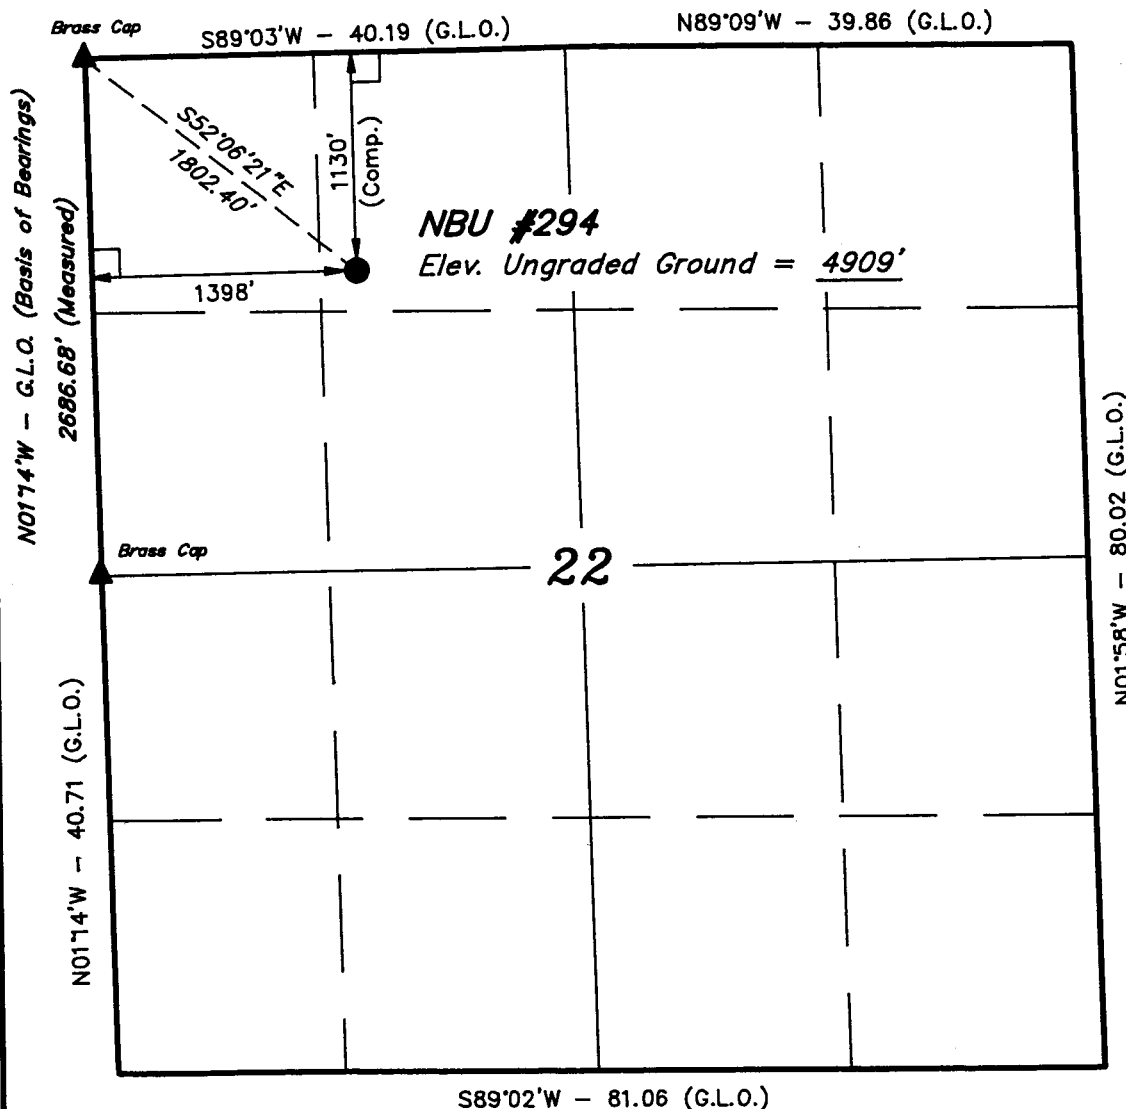 Brass Cap
S89°03'W - 40.19 (G.L.O.)
N89°09'W - 39.86 (G.L.O.)
N01°14'W - G.L.O. (Basis of Bearings)
2686.68' (Measured)
S52°06'21"E
1802.40'
1130'
(Comp.)
NBU #294
Elev. Ungraded Ground = 4909'
1398'
Brass Cap
22
N01°58'W - 80.02 (G.L.O.)
N01°14'W - 40.71 (G.L.O.)
S89°02'W - 81.06 (G.L.O.)